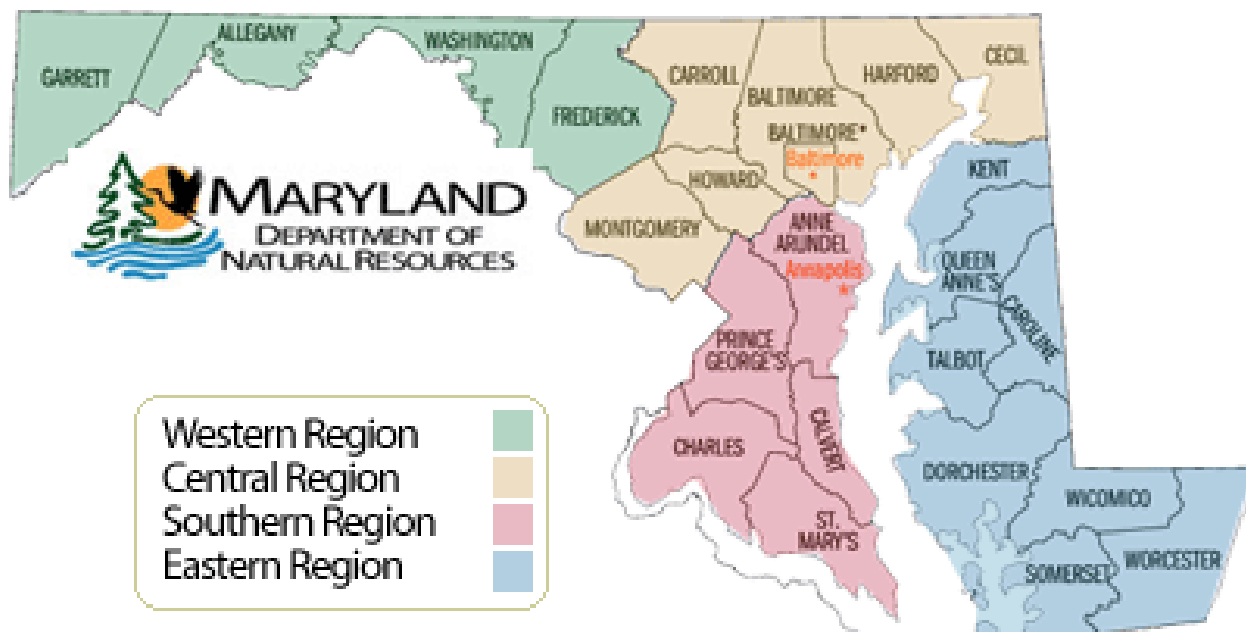 GARRETT
ALLEGANY
WASHINGTON
FREDERICK
CARROLL
BALTIMORE
HARFORD
CECIL
BALTIMORE*
Baltimore
HOWARD
MONTGOMERY
KENT
ANNE
ARUNDEL
Annapolis
QUEEN
ANNE'S
CAROLINE
TALBOT
PRINCE
GEORGE'S
CHARLES
CALVERT
ST.
MARY'S
DORCHESTER
WICOMICO
SOMERSET
WORCESTER
MARYLAND
DEPARTMENT OF
NATURAL RESOURCES
Western Region
Central Region
Southern Region
Eastern Region